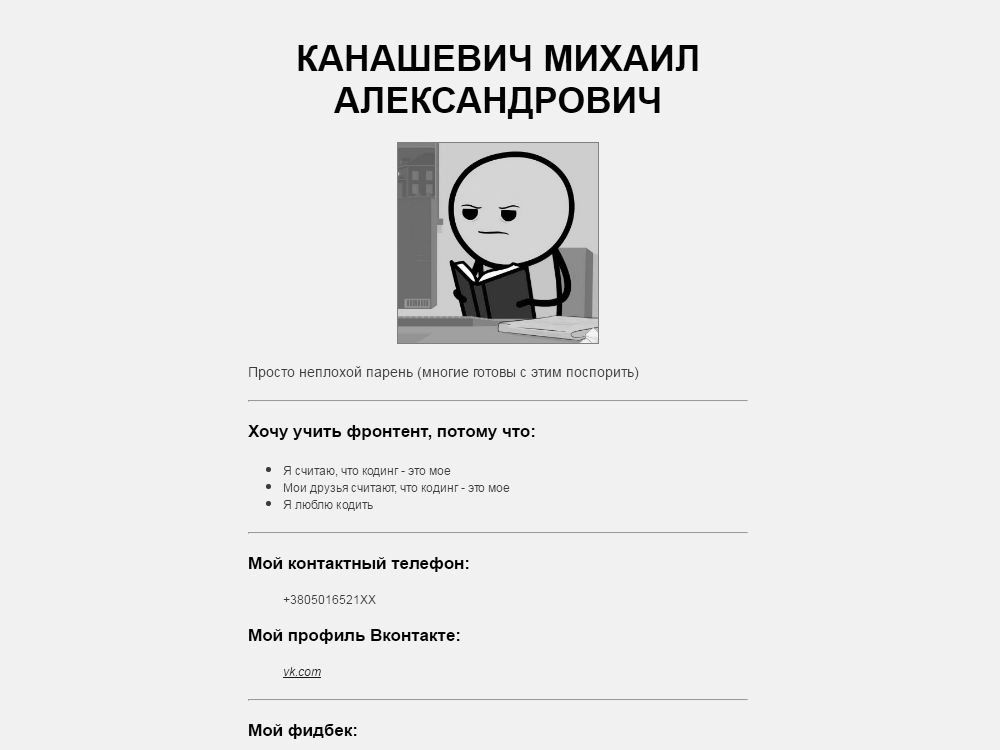 КАНАШЕВИЧ МИХАИЛ
АЛЕКСАНДРОВИЧ
Просто неплохой парень (многие готовы с этим поспорить)
Хочу учить фронтент, потому что:
Я считаю, что кодинг - это мое
Мои друзья считают, что кодинг - это мое
Я люблю кодить
Мой контактный телефон:
+3805016521XX
Мой профиль Вконтакте:
vk.com
Мой фидбек: